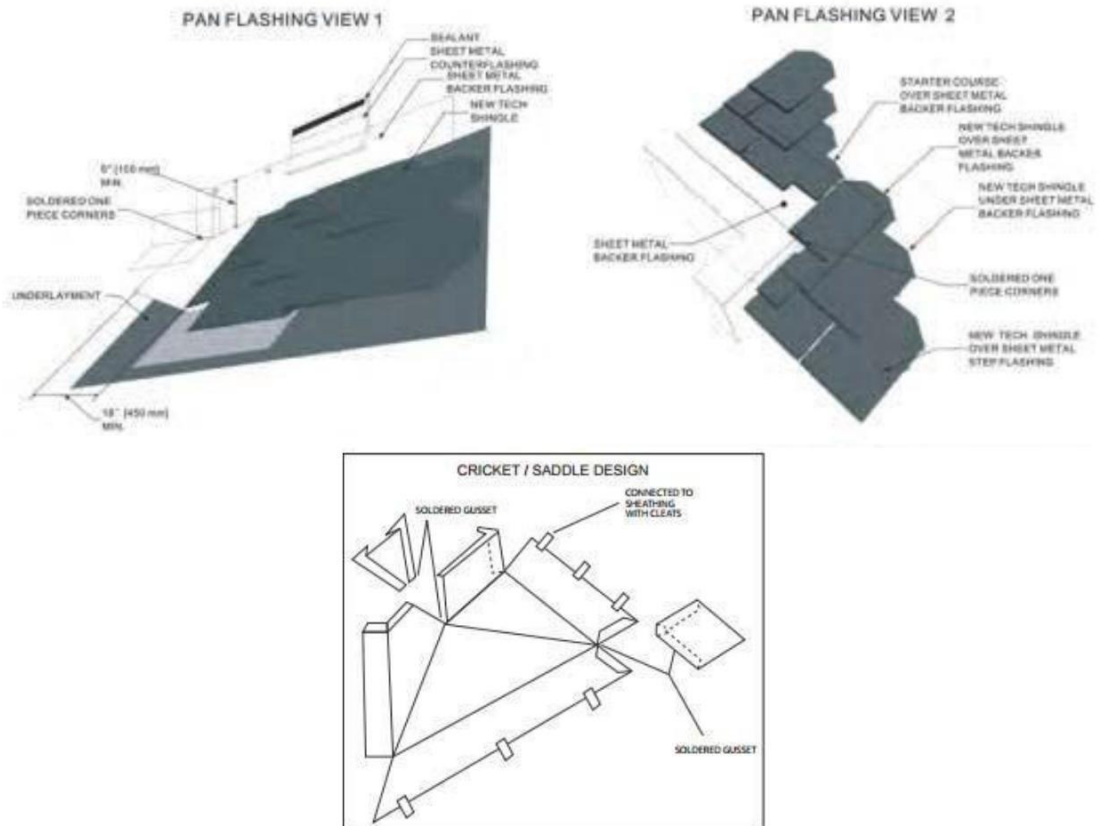 PAN FLASHING VIEW 1
SEALANT
SHEET METAL
COUNTERFLASHING
SHEET METAL
BACKER FLASHING
NEW TECH
SHINGLE
(100 mm)
MIN.
SOLDERED ONE
PIECE CORNERS
UNDERLAYMENT
18" (450 mm)
MIN.
PAN FLASHING VIEW 2
STARTER COURSE
OVER SHEET METAL
BACKER FLASHING
NEW TECH SHINGLE
OVER SHEET
METAL BACKER
FLASHING
NEW TECH SHINGLE
UNDER SHEET METAL
BACKER FLASHING
SHEET METAL
BACKER FLASHING
SOLDERED ONE
PIECE CORNERS
NEW TECH SHINGLE
OVER SHEET METAL
STEP FLASHING
CRICKET / SADDLE DESIGN
SOLDERED GUSSET
CONNECTED TO
SHEATHING
WITH CLEATS
SOLDERED GUSSET